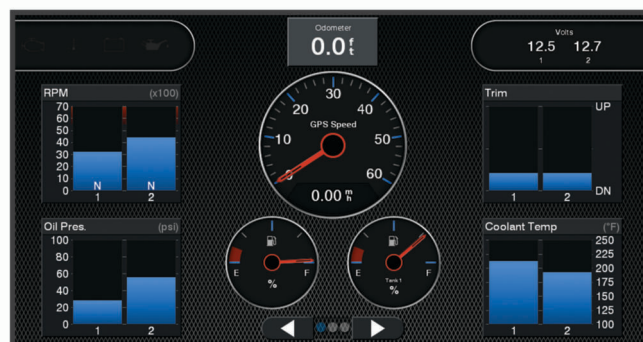 Odometer
0.0 ft
Volts
12.5 12.7
1 2
RPM (x100)
70
60
50
40
30
20
10
0
N N
1 2
0
10
20
30
40
50
60
GPS Speed
0.00 mh
Trim
UP
DN
1 2
Oil Pres. (psi)
100
80
60
40
20
0
1 2
E F
%
E F
Tank 1
%
Coolant Temp (°F)
250
225
200
175
150
125
100
1 2